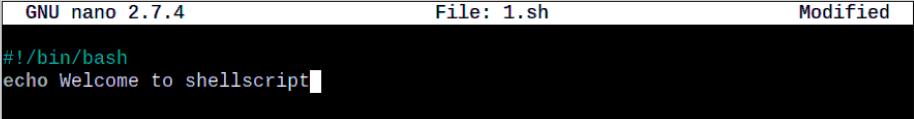 GNU nano 2.7.4 File: 1.sh Modified
#!/bin/bash
echo Welcome to shellscript